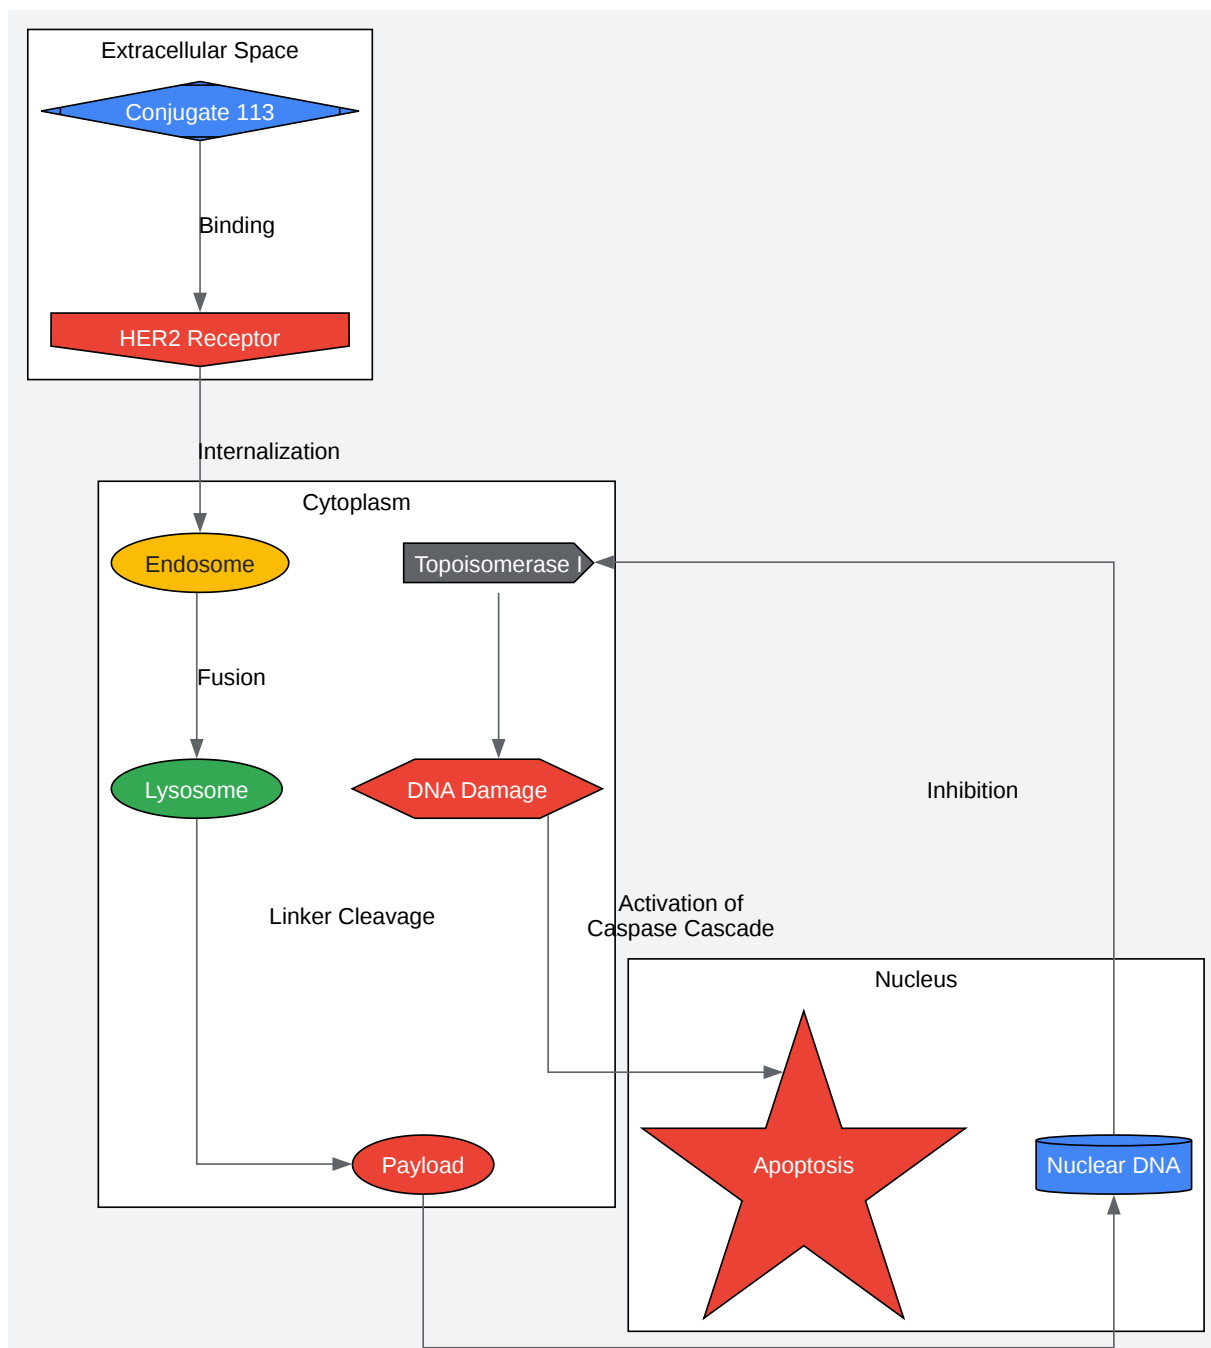 Extracellular Space
Conjugate 113
Binding
HER2 Receptor
Internalization
Cytoplasm
Endosome
Topoisomerase I
Fusion
Lysosome
DNA Damage
Inhibition
Linker Cleavage
Activation of
Caspase Cascade
Nucleus
Payload
Apoptosis
Nuclear DNA